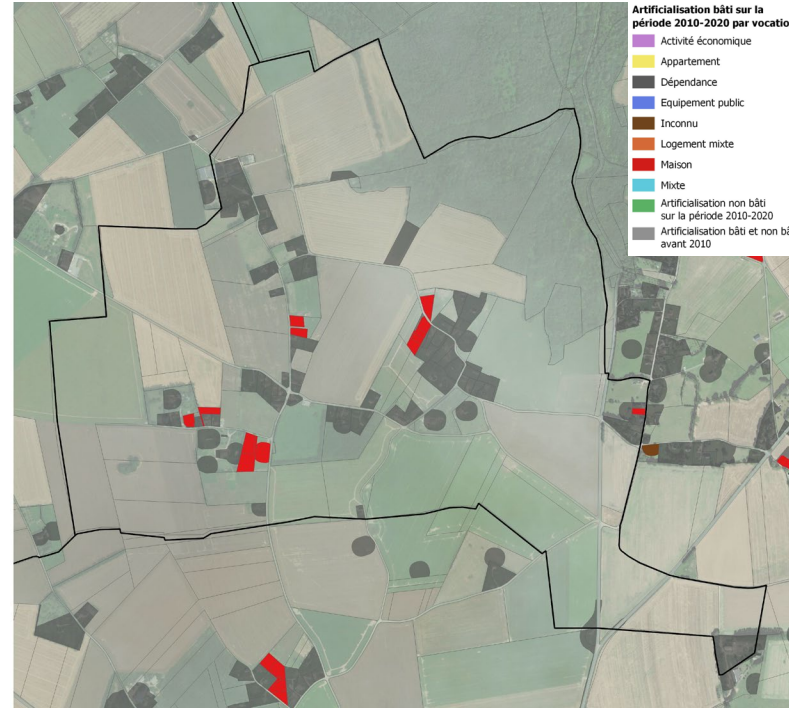 Artificialisation bâti sur la
période 2010-2020 par vocatio
Activité économique
Appartement
Dépendance
Equipement public
Inconnu
Logement mixte
Maison
Mixte
Artificialisation non bâti
sur la période 2010-2020
Artificialisation bâti et non bâ
avant 2010